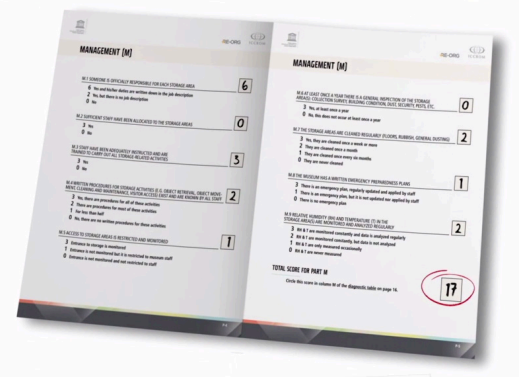 RE-ORG
ICCROM
MANAGEMENT [M]
M.1 SOMEONE IS OFFICIALLY RESPONSIBLE FOR EACH STORAGE AREA
6 Yes and his/her duties are written down in the job description
2 Yes, but there is no job description
0 No
6
M.2 SUFFICIENT STAFF HAVE BEEN ALLOCATED TO THE STORAGE AREAS
3 Yes
0 No
0
M.3 STAFF HAVE BEEN ADEQUATELY INSTRUCTED AND ARE
TRAINED TO CARRY OUT ALL STORAGE-RELATED ACTIVITIES
3 Yes
0 No
3
M.4 WRITTEN PROCEDURES FOR STORAGE ACTIVITIES (E.G. OBJECT RETRIEVAL, OBJECT MOVE-
MENT, CLEANING AND MAINTENANCE, VISITOR ACCESS) EXIST AND ARE KNOWN BY ALL STAFF
3 Yes, there are procedures for all of these activities
2 There are procedures for most of these activities
1 For less than half
0 No, there are no written procedures for these activities
2
M.5 ACCESS TO STORAGE AREAS IS RESTRICTED AND MONITORED
3 Entrance to storage is monitored
1 Entrance is not monitored but it is restricted to museum staff
0 Entrance is not monitored and not restricted to staff
1
RE-ORG
ICCROM
MANAGEMENT [M]
M.6 AT LEAST ONCE A YEAR THERE IS A GENERAL INSPECTION OF THE STORAGE
AREA(S): COLLECTION SURVEY, BUILDING CONDITION, DUST, SECURITY, PESTS, ETC.
3 Yes, at least once a year
0 No, this does not occur at least once a year
0
M.7 THE STORAGE AREAS ARE CLEANED REGULARLY (FLOORS, RUBBISH, GENERAL DUSTING)
3 Yes, they are cleaned once a week or more
2 They are cleaned once a month
1 They are cleaned once every six months
0 They are never cleaned
2
M.8 THE MUSEUM HAS A WRITTEN EMERGENCY PREPAREDNESS PLANS
3 There is an emergency plan, regularly updated and applied by staff
1 There is an emergency plan, but it is not updated nor applied by staff
0 There is no emergency plan
1
M.9 RELATIVE HUMIDITY (RH) AND TEMPERATURE (T) IN THE
STORAGE AREA(S) ARE MONITORED AND ANALYZED REGULARLY
3 RH & T are monitored constantly and data is analyzed regularly
2 RH & T are monitored constantly, but data is not analyzed
1 RH & T are only measured occasionally
0 RH & T are never measured
2
TOTAL SCORE FOR PART M
Circle this score in column M of the diagnostic table on page 16.
17